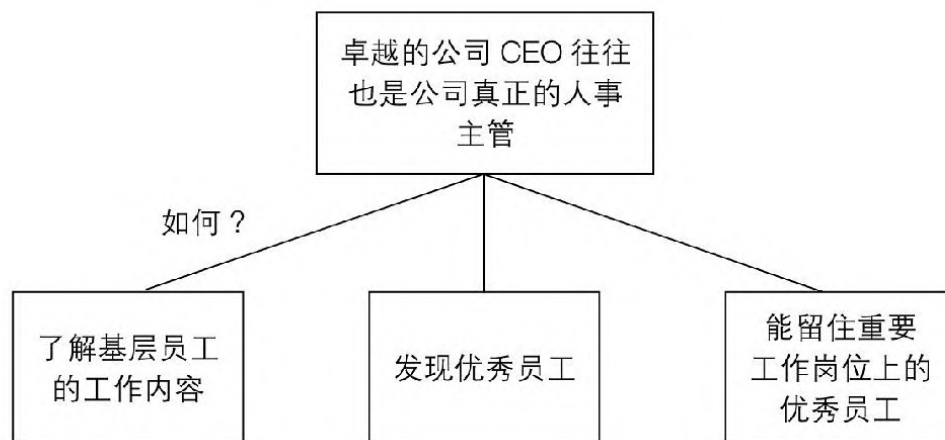 卓越的公司 CEO 往往
也是公司真正的人事
主管
如何？
了解基层员工
的工作内容
发现优秀员工
能留住重要
工作岗位上的
优秀员工